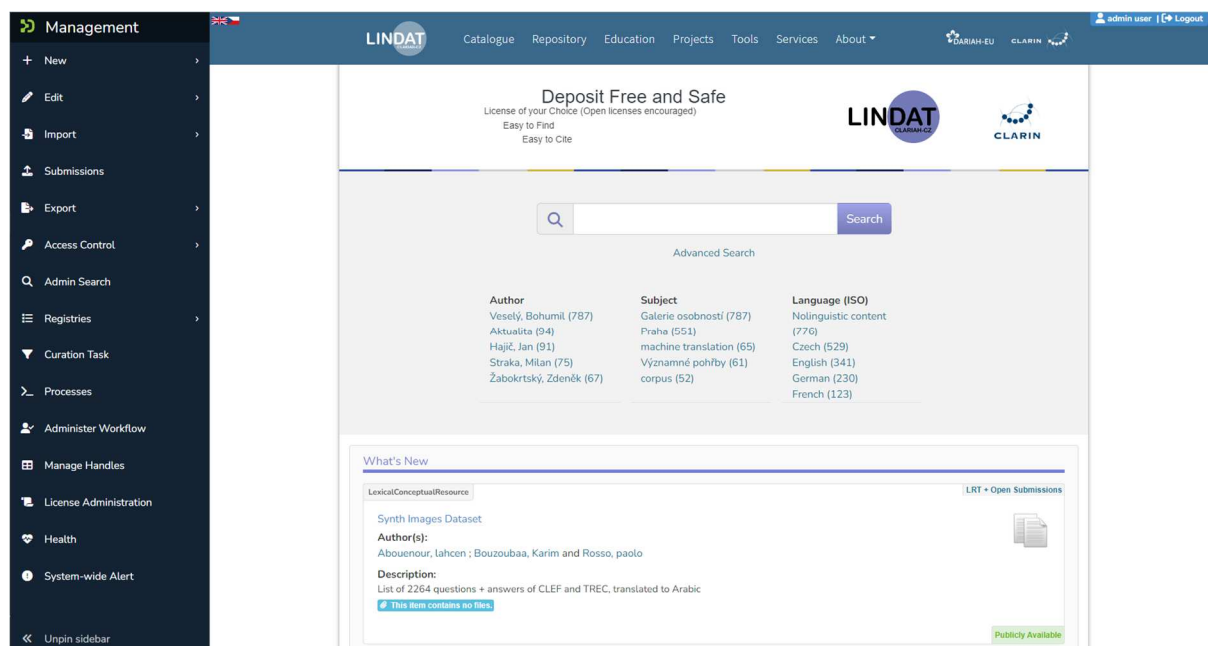 Management
New
Edit
Import
Submissions
Export
Access Control
Admin Search
Registries
Curation Task
Processes
Administer Workflow
Manage Handles
License Administration
Health
System-wide Alert
Unpin sidebar
LINDAT
CLARIAH-CZ
Catalogue Repository Education Projects Tools Services About
DARIAH-EU CLARIN
admin user | Logout
Deposit Free and Safe
License of your Choice (Open licenses encouraged)
Easy to Find
Easy to Cite
LINDAT
CLARIAH-CZ
CLARIN
Search
Advanced Search
Author
Veselý, Bohumil (787)
Aktualita (94)
Hajič, Jan (91)
Straka, Milan (75)
Žabokrtský, Zdeněk (67)
Subject
Galerie osobností (787)
Praha (551)
machine translation (65)
Významné pohřby (61)
corpus (52)
Language (ISO)
Nolinguistic content
(776)
Czech (529)
English (341)
German (230)
French (123)
What's New
LexicalConceptualResource
LRT + Open Submissions
Synth Images Dataset
Author(s):
Abouenour, lahcen ; Bouzoubaa, Karim and Rosso, paolo
Description:
List of 2264 questions + answers of CLEF and TREC, translated to Arabic
This item contains no files.
Publicly Available